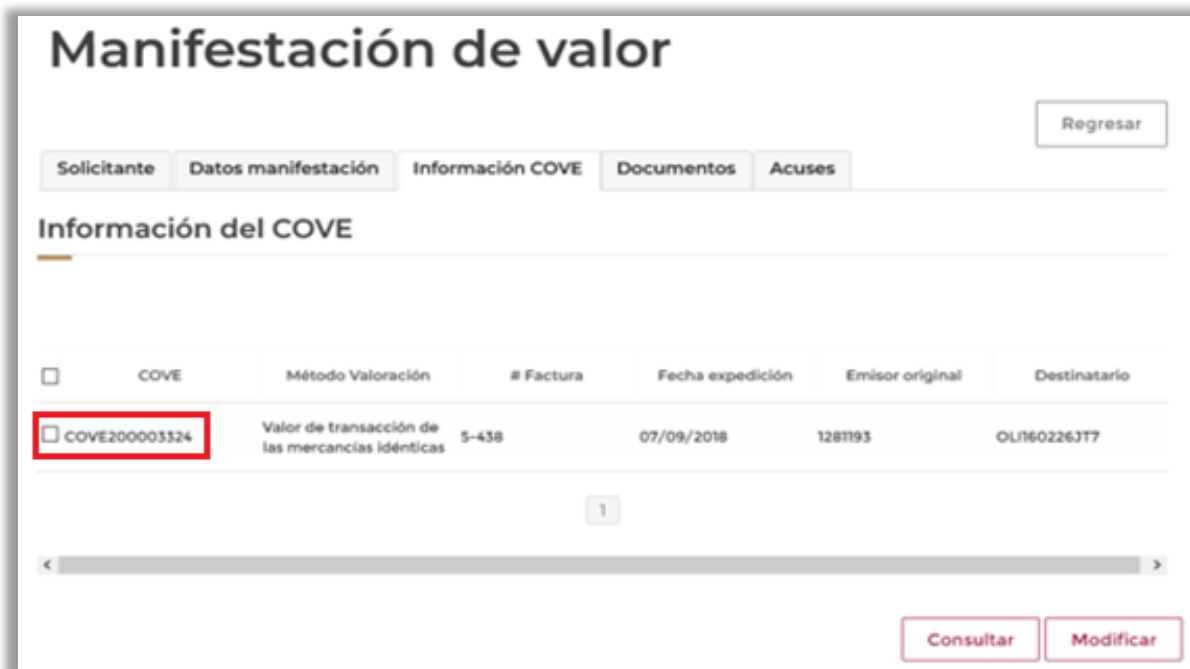 Manifestación de valor
Regresar
Solicitante Datos manifestación Información COVE Documentos Acuses
Información del COVE
COVE Método Valoración # Factura Fecha expedición Emisor original Destinatario
COVE200003324 Valor de transacción de las mercancías idénticas S-438 07/09/2018 1281193 OLI160226JT7
1
Consultar Modificar